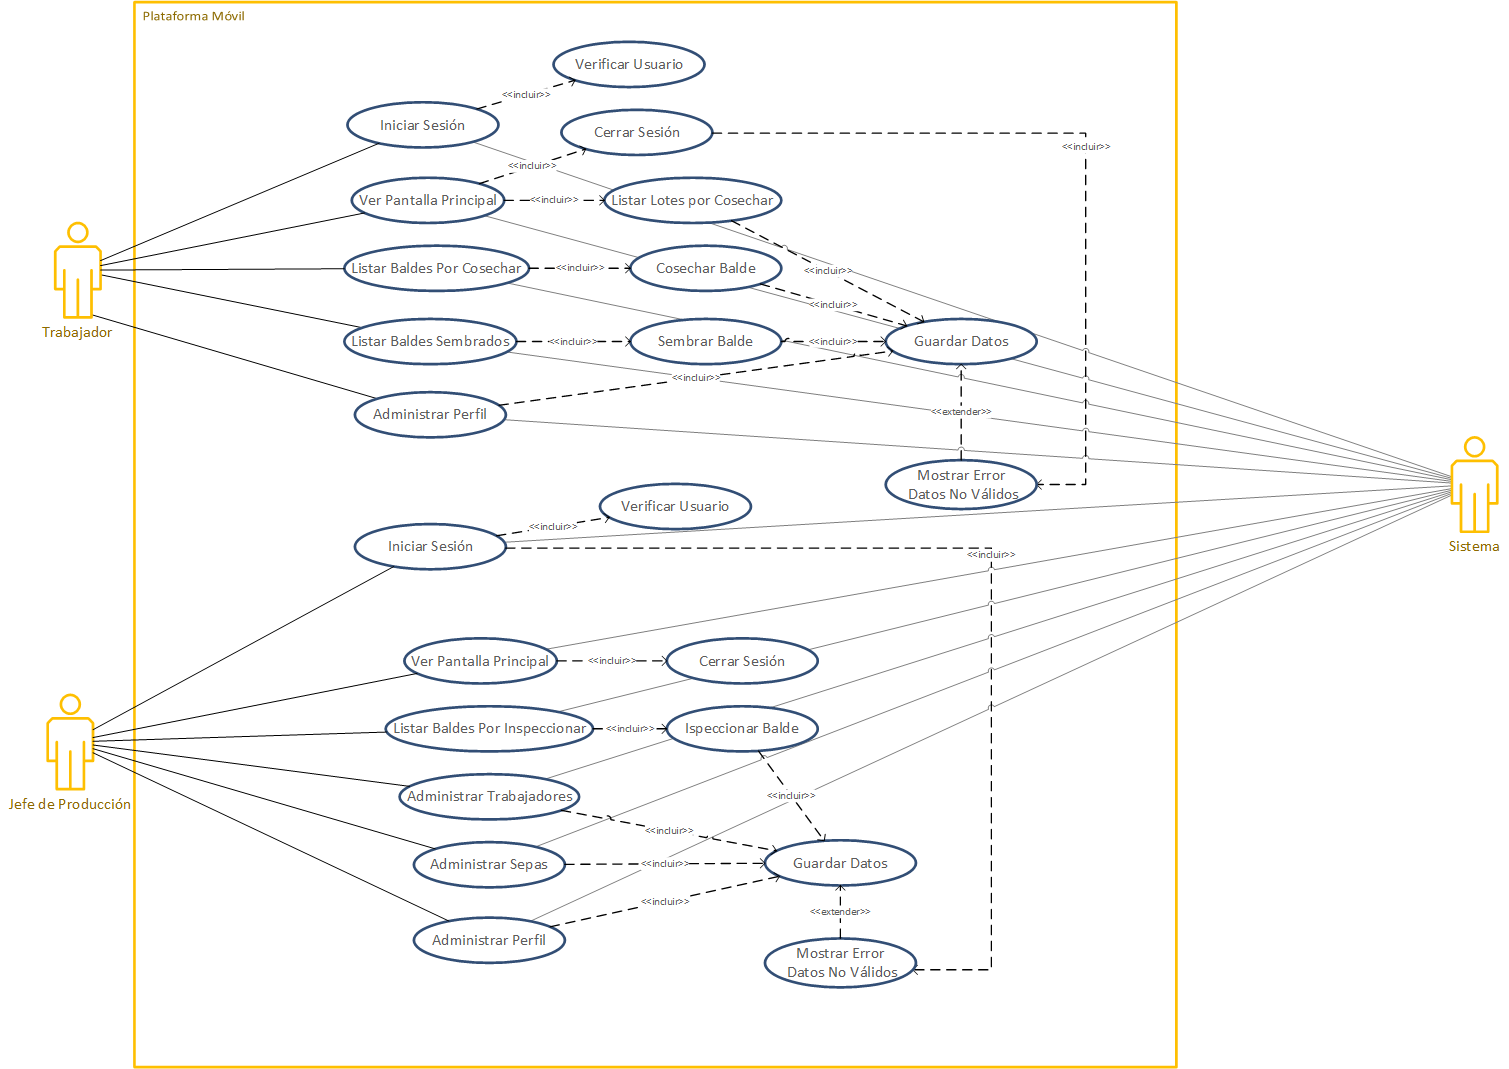 Plataforma Móvil
Verificar Usuario
<<incluir>>
Iniciar Sesión
Cerrar Sesión
<<incluir>>
<<incluir>>
Ver Pantalla Principal
<<incluir>>
Listar Lotes por Cosechar
Listar Baldes Por Cosechar
<<incluir>>
Cosechar Balde
<<incluir>>
<<incluir>>
Trabajador
Listar Baldes Sembrados
<<incluir>>
Sembrar Balde
<<incluir>>
Guardar Datos
<<incluir>>
Administrar Perfil
<<extender>>
Mostrar Error
Datos No Válidos
Verificar Usuario
<<incluir>>
Iniciar Sesión
Sistema
<<incluir>>
Ver Pantalla Principal
<<incluir>>
Cerrar Sesión
Listar Baldes Por Inspeccionar
<<incluir>>
Ispeccionar Balde
Administrar Trabajadores
<<incluir>>
Jefe de Producción
<<incluir>>
Administrar Sepas
<<incluir>>
Guardar Datos
<<incluir>>
<<extender>>
Administrar Perfil
Mostrar Error
Datos No Válidos